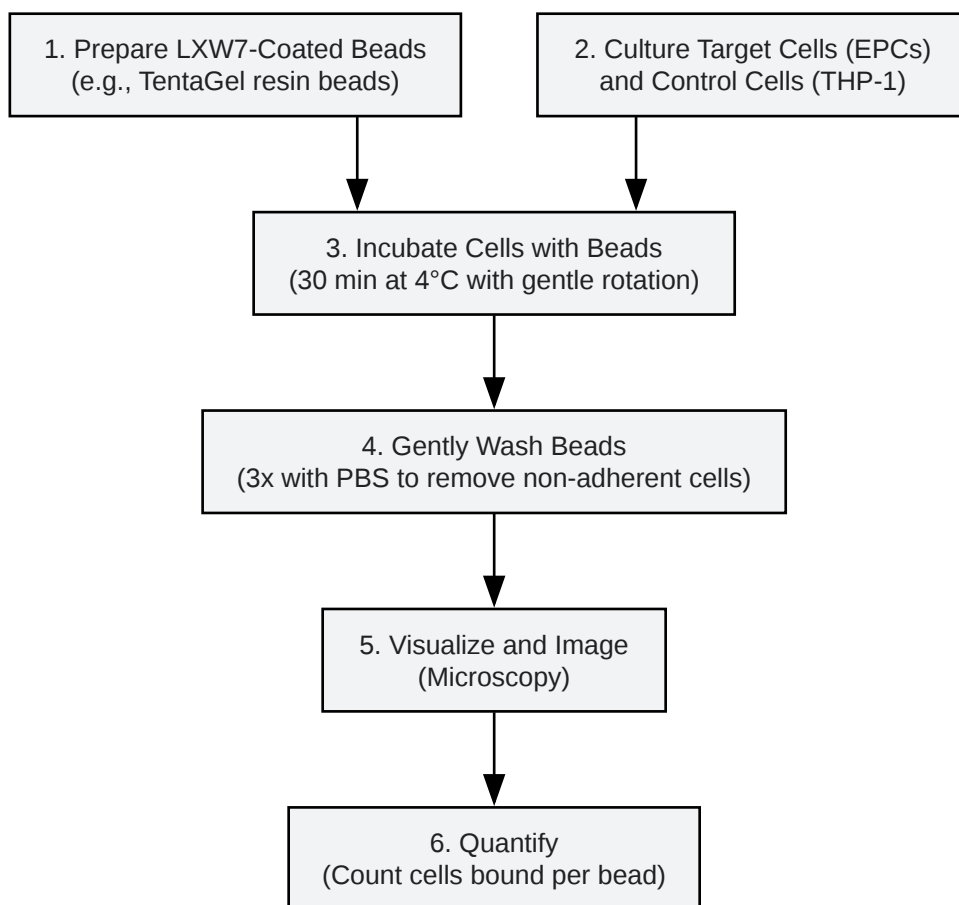 1. Prepare LXW7-Coated Beads
(e.g., TentaGel resin beads)
2. Culture Target Cells (EPCs)
and Control Cells (THP-1)
3. Incubate Cells with Beads
(30 min at 4°C with gentle rotation)
4. Gently Wash Beads
(3x with PBS to remove non-adherent cells)
5. Visualize and Image
(Microscopy)
6. Quantify
(Count cells bound per bead)